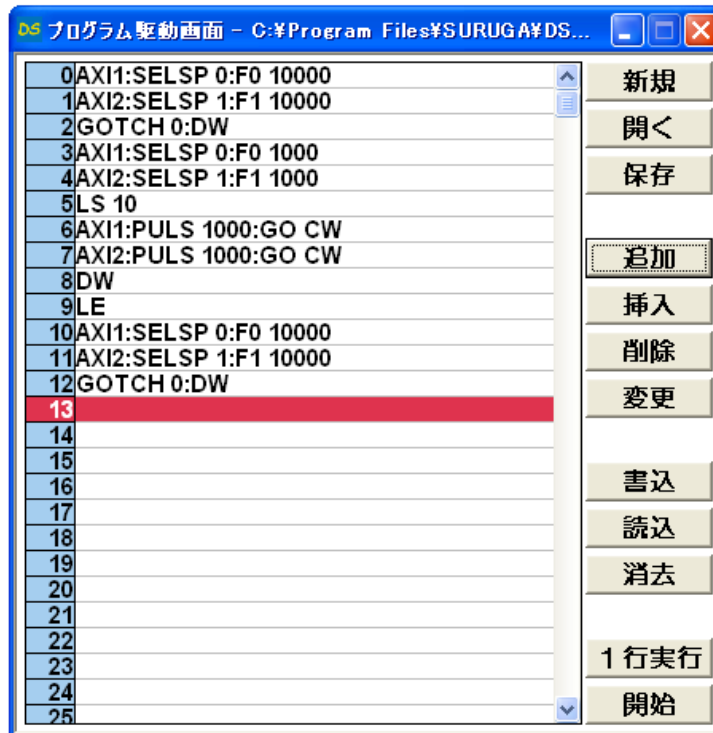 DS プログラム駆動画面 - C:¥Program Files¥SURUGA¥DS...
0 AXI1:SELSP 0:F0 10000
1 AXI2:SELSP 1:F1 10000
2 GOTCH 0:DW
3 AXI1:SELSP 0:F0 1000
4 AXI2:SELSP 1:F1 1000
5 LS 10
6 AXI1:PULS 1000:GO CW
7 AXI2:PULS 1000:GO CW
8 DW
9 LE
10 AXI1:SELSP 0:F0 10000
11 AXI2:SELSP 1:F1 10000
12 GOTCH 0:DW
13
14
15
16
17
18
19
20
21
22
23
24
25
新規
開く
保存
追加
挿入
削除
変更
書込
読込
消去
1行実行
開始